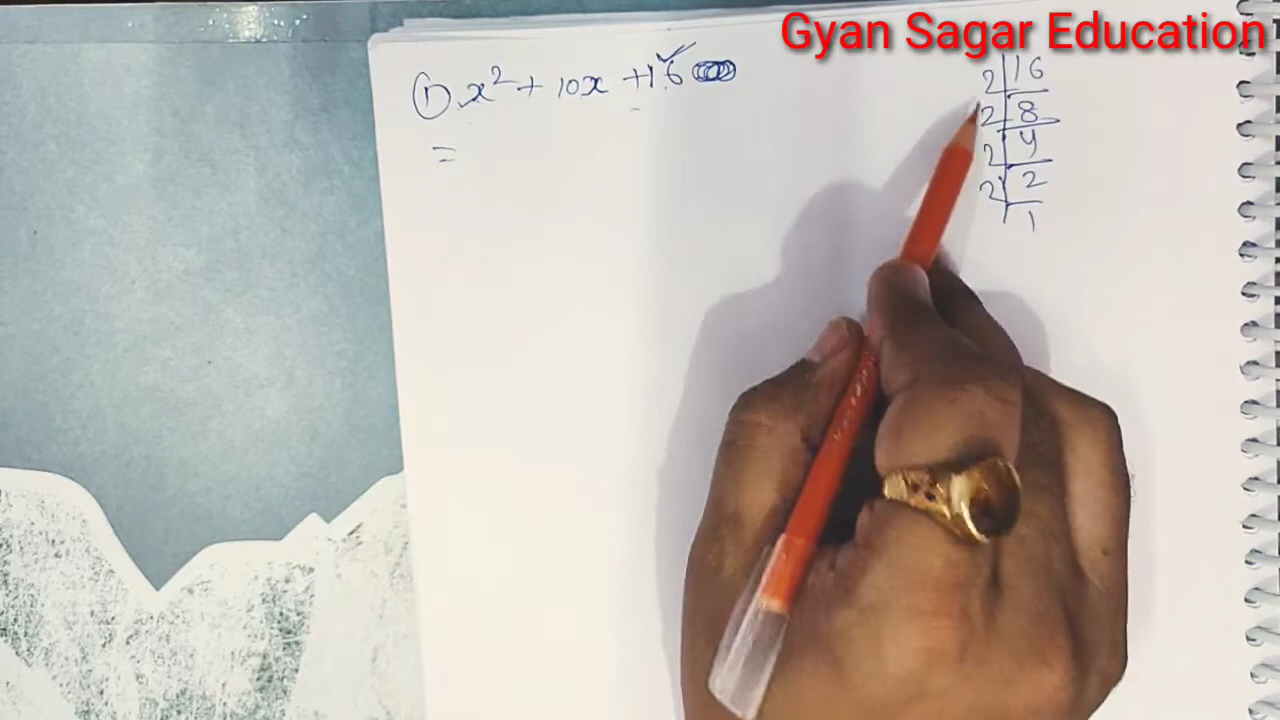 Gyan Sagar Education
① x² + 10x + 16
=
2 | 16
2 | 8
2 | 4
2 | 2
1